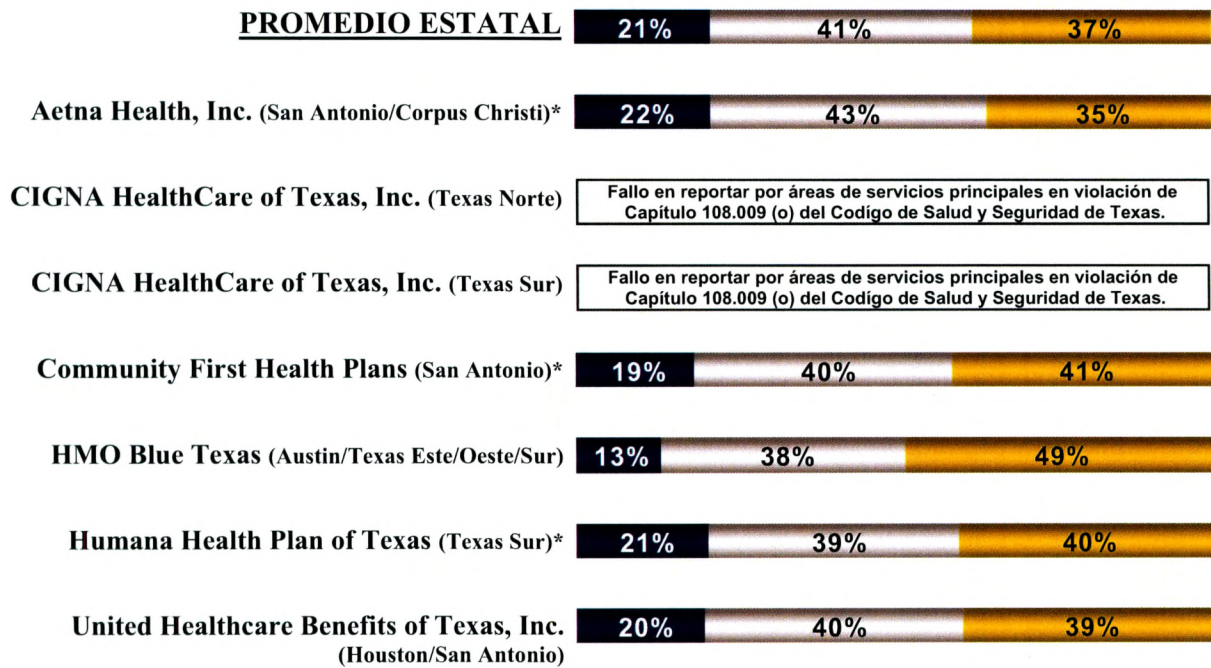 PROMEDIO ESTATAL 21% 41% 37%
Aetna Health, Inc. (San Antonio/Corpus Christi)* 22% 43% 35%
CIGNA HealthCare of Texas, Inc. (Texas Norte)
Fallo en reportar por áreas de servicios principales en violación de
Capítulo 108.009 (o) del Codígo de Salud y Seguridad de Texas.
CIGNA HealthCare of Texas, Inc. (Texas Sur)
Fallo en reportar por áreas de servicios principales en violación de
Capítulo 108.009 (o) del Codígo de Salud y Seguridad de Texas.
Community First Health Plans (San Antonio)* 19% 40% 41%
HMO Blue Texas (Austin/Texas Este/Oeste/Sur) 13% 38% 49%
Humana Health Plan of Texas (Texas Sur)* 21% 39% 40%
United Healthcare Benefits of Texas, Inc. 20% 40% 39%
(Houston/San Antonio)